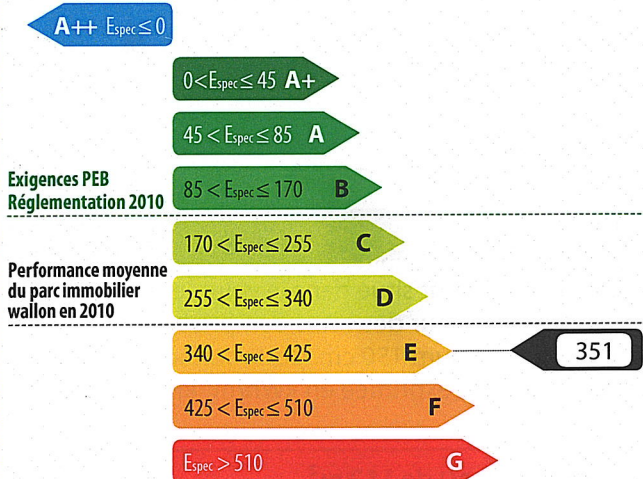 A++ Espec ≤ 0
0 < Espec ≤ 45 A+
45 < Espec ≤ 85 A
Exigences PEB
Réglementation 2010
85 < Espec ≤ 170 B
170 < Espec ≤ 255 C
Performance moyenne
du parc immobilier
wallon en 2010
255 < Espec ≤ 340 D
340 < Espec ≤ 425 E
351
425 < Espec ≤ 510 F
Espec > 510 G